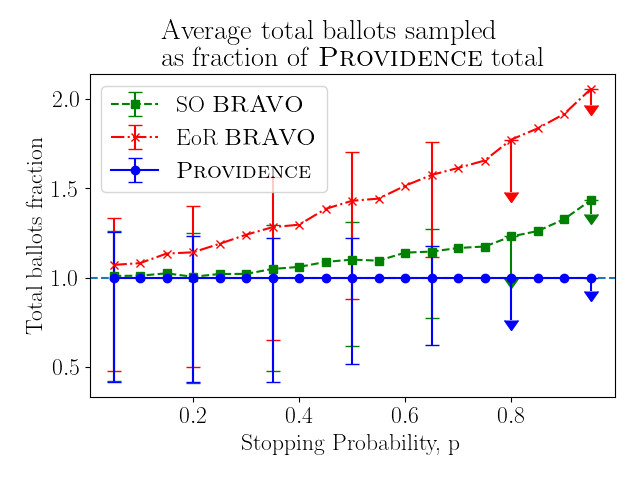 Average total ballots sampled
as fraction of PROVIDENCE total
SO BRAVO
EoR BRAVO
PROVIDENCE
Total ballots fraction
2.0
1.5
1.0
0.5
0.2
0.4
0.6
0.8
Stopping Probability, p